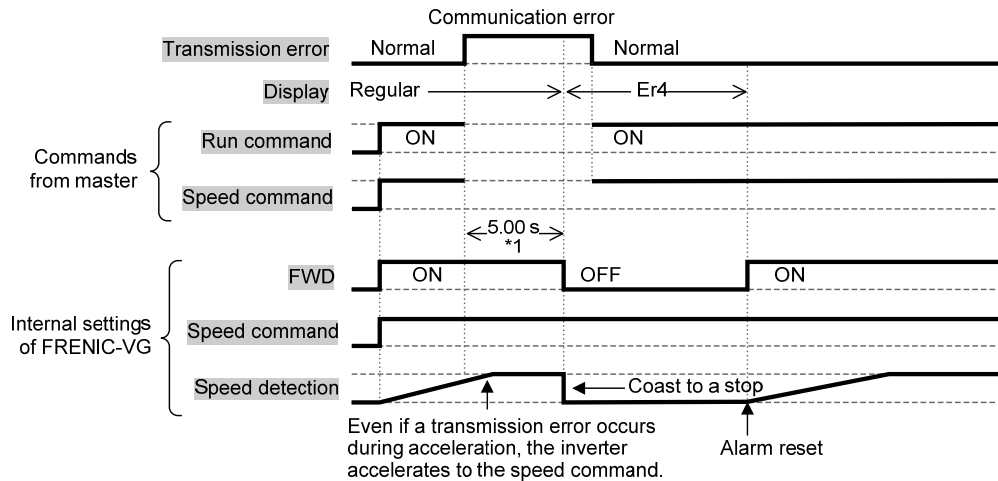 Communication error
Transmission error Normal Normal
Display Regular Er4
Commands
from master
Run command ON ON
Speed command
5.00 s
*1
Internal settings
of FRENIC-VG
FWD ON OFF ON
Speed command
Speed detection Coast to a stop
Even if a transmission error occurs
during acceleration, the inverter
accelerates to the speed command.
Alarm reset